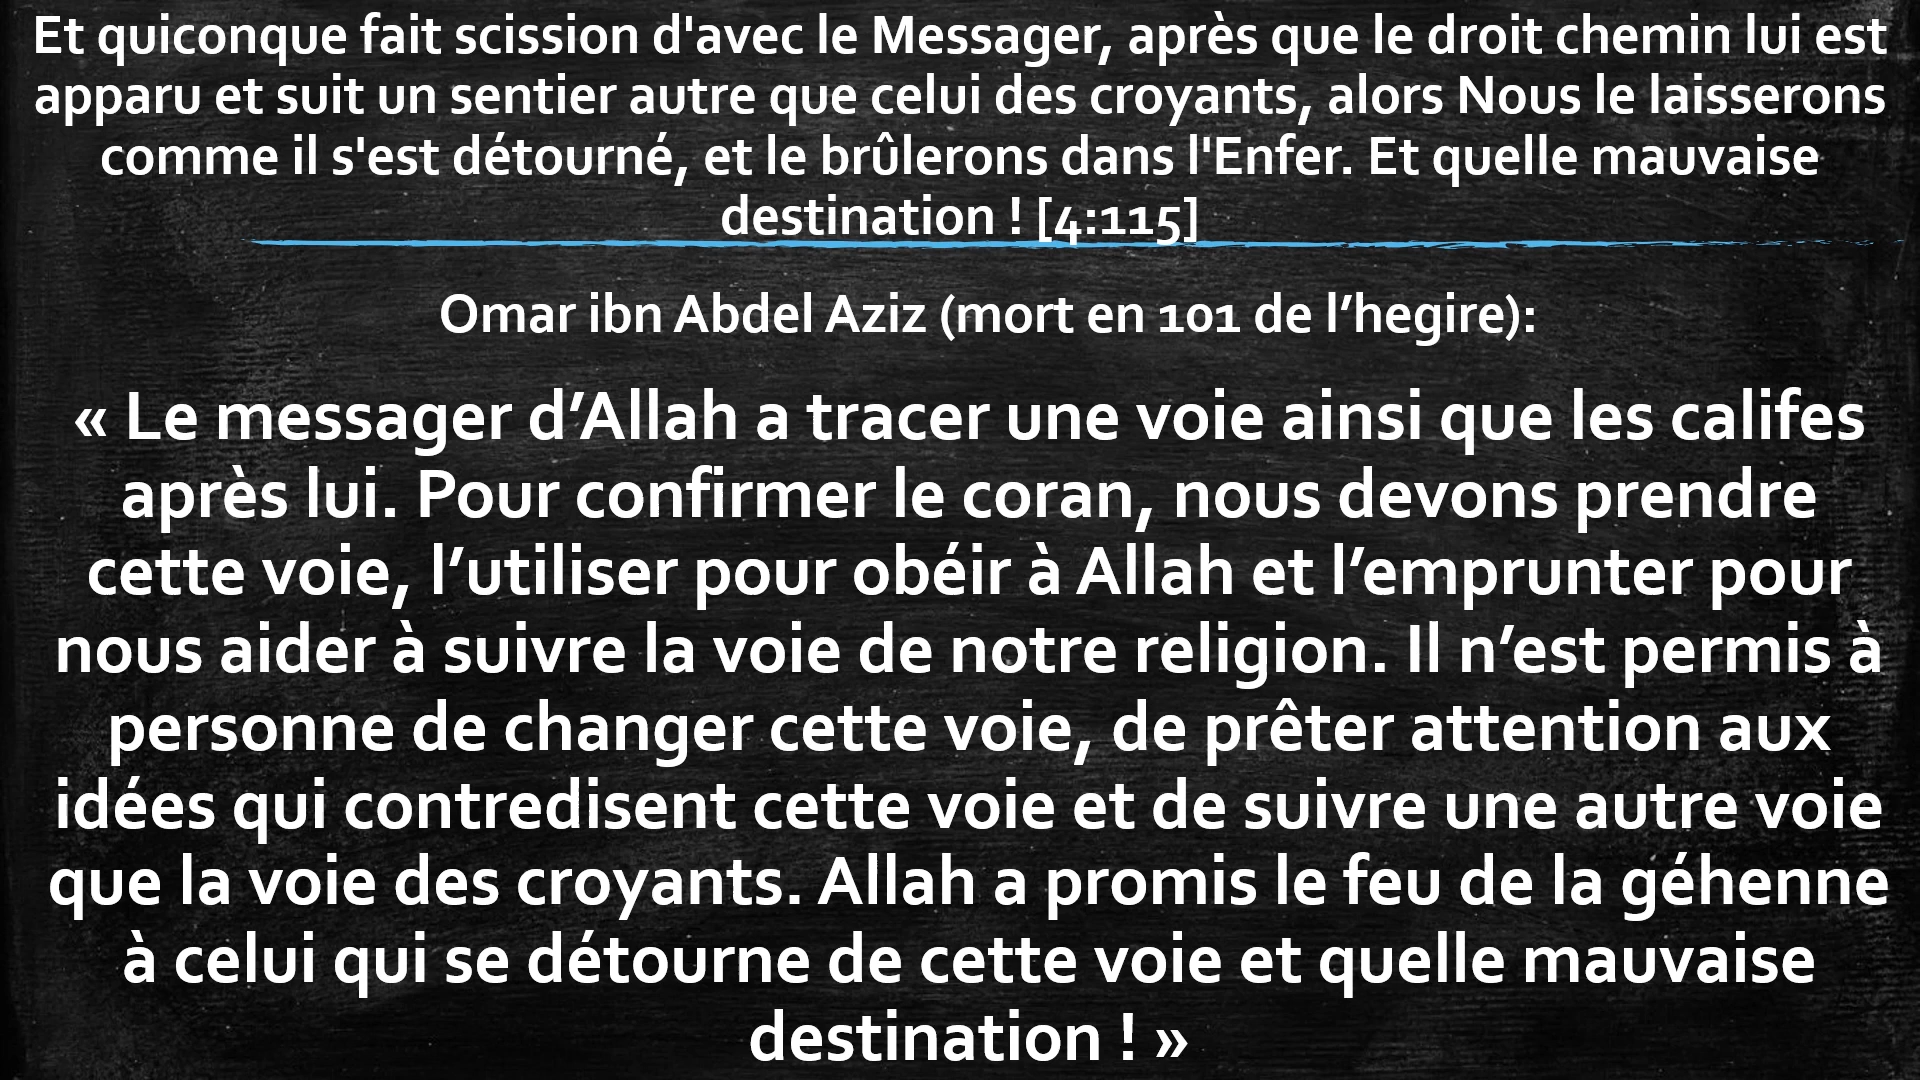 Et quiconque fait scission d'avec le Messager, après que le droit chemin lui est
apparu et suit un sentier autre que celui des croyants, alors Nous le laisserons
comme il s'est détourné, et le brûlerons dans l'Enfer. Et quelle mauvaise
destination ! [4:115]
Omar ibn Abdel Aziz (mort en 101 de l’hegire):
« Le messager d’Allah a tracer une voie ainsi que les califes
après lui. Pour confirmer le coran, nous devons prendre
cette voie, l’utiliser pour obéir à Allah et l’emprunter pour
nous aider à suivre la voie de notre religion. Il n’est permis à
personne de changer cette voie, de prêter attention aux
idées qui contredisent cette voie et de suivre une autre voie
que la voie des croyants. Allah a promis le feu de la géhenne
à celui qui se détourne de cette voie et quelle mauvaise
destination ! »